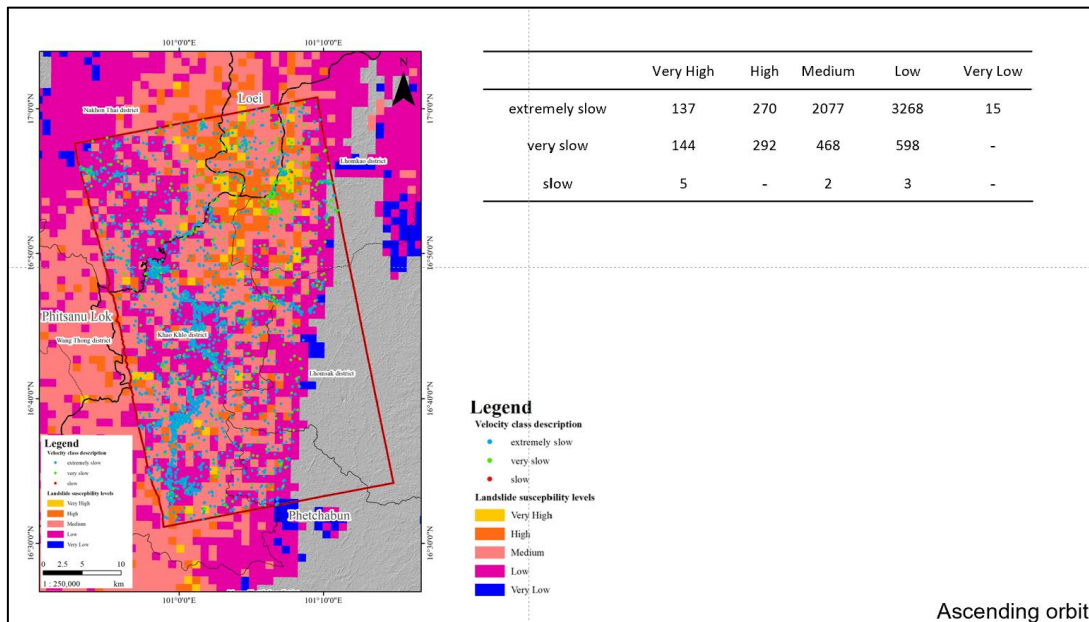 101°0'0"E 101°10'0"E
N
Loei
Nakhon Thai district
17°0'0"N 17°0'0"N
Lhomkao district
16°50'0"N 16°50'0"N
Phitsanu Lok
Khao Kho district
Wang Thong district
Lhomsak district
16°40'0"N 16°40'0"N
Phetchabun
16°30'0"N 16°30'0"N
Legend
Velocity class description
extremely slow
very slow
slow
Landslide suscepbility levels
Very High
High
Medium
Low
Very Low
0 2.5 5 10
1 : 250,000 km
101°0'0"E 101°10'0"E
Very High High Medium Low Very Low
extremely slow 137 270 2077 3268 15
very slow 144 292 468 598 -
slow 5 - 2 3 -
Legend
Velocity class description
extremely slow
very slow
slow
Landslide suscepbility levels
Very High
High
Medium
Low
Very Low
Ascending orbit